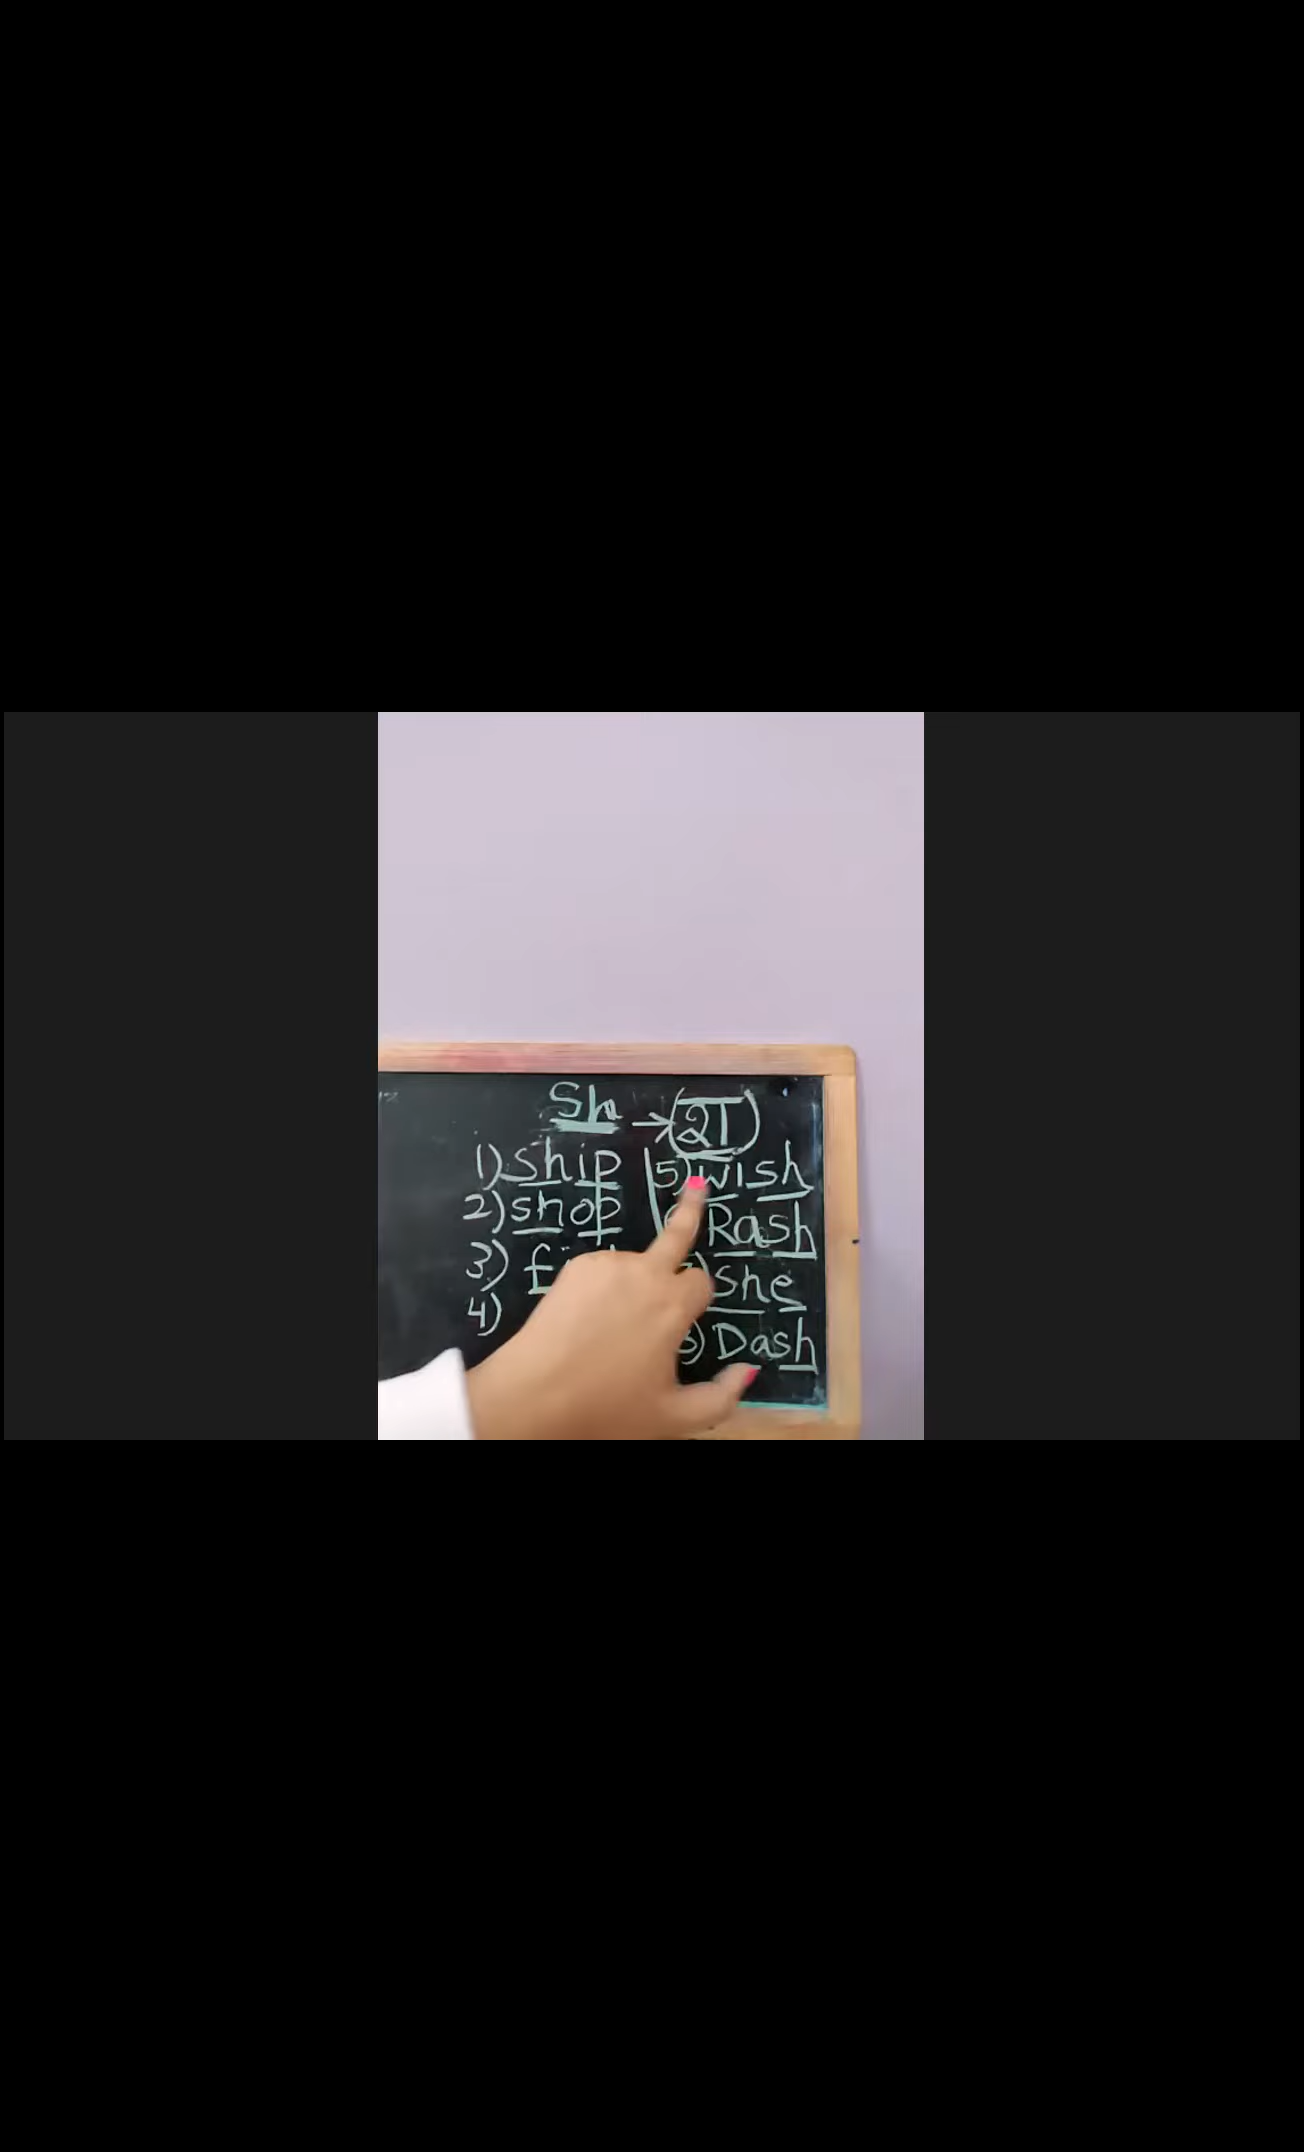 Sh → (श)
1) ship
2) shop
3)
4)
5) wish
Rash
She
Dash